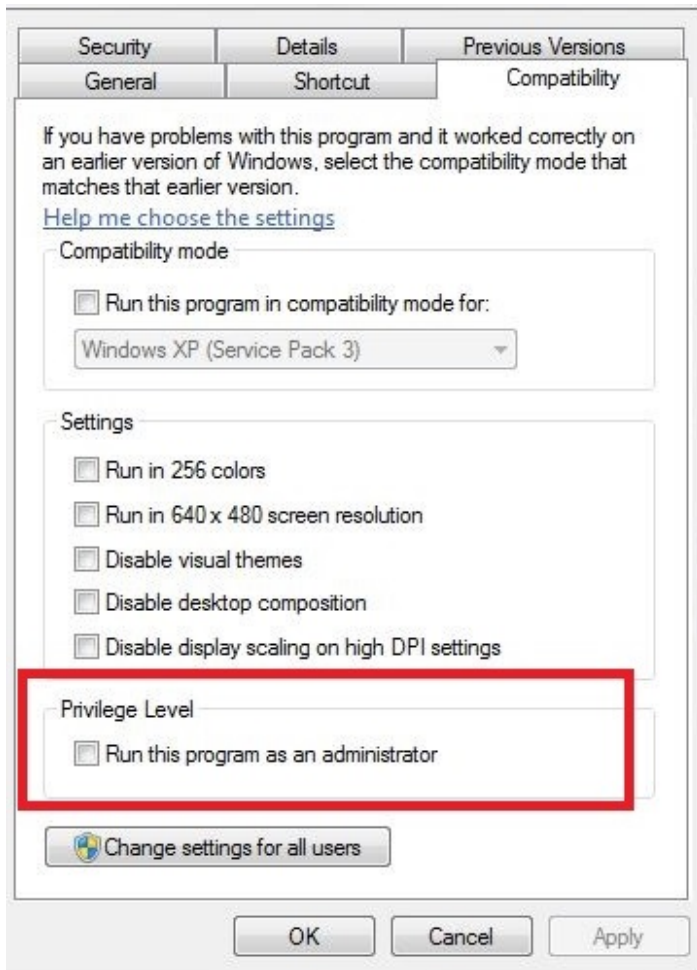 Security Details Previous Versions
General Shortcut Compatibility
If you have problems with this program and it worked correctly on
an earlier version of Windows, select the compatibility mode that
matches that earlier version.
Help me choose the settings
Compatibility mode
Run this program in compatibility mode for:
Windows XP (Service Pack 3)
Settings
Run in 256 colors
Run in 640 x 480 screen resolution
Disable visual themes
Disable desktop composition
Disable display scaling on high DPI settings
Privilege Level
Run this program as an administrator
Change settings for all users
OK Cancel Apply